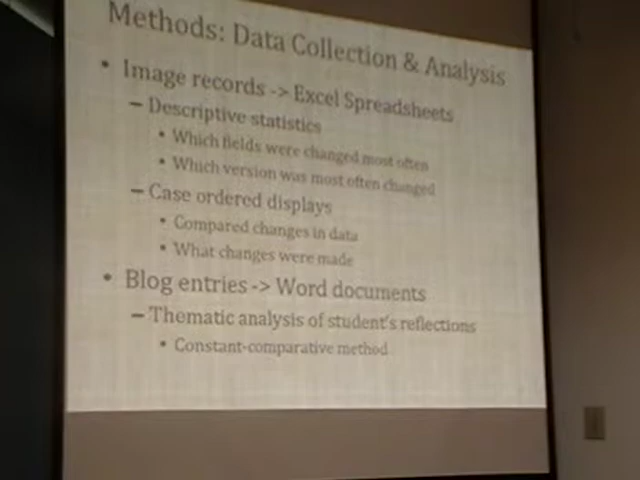 Methods: Data Collection & Analysis
• Image records -> Excel Spreadsheets
– Descriptive statistics
• Which fields were changed most often
• Which version was most often changed
– Case ordered displays
• Compared changes in data
• What changes were made
• Blog entries -> Word documents
– Thematic analysis of student's reflections
• Constant-comparative method